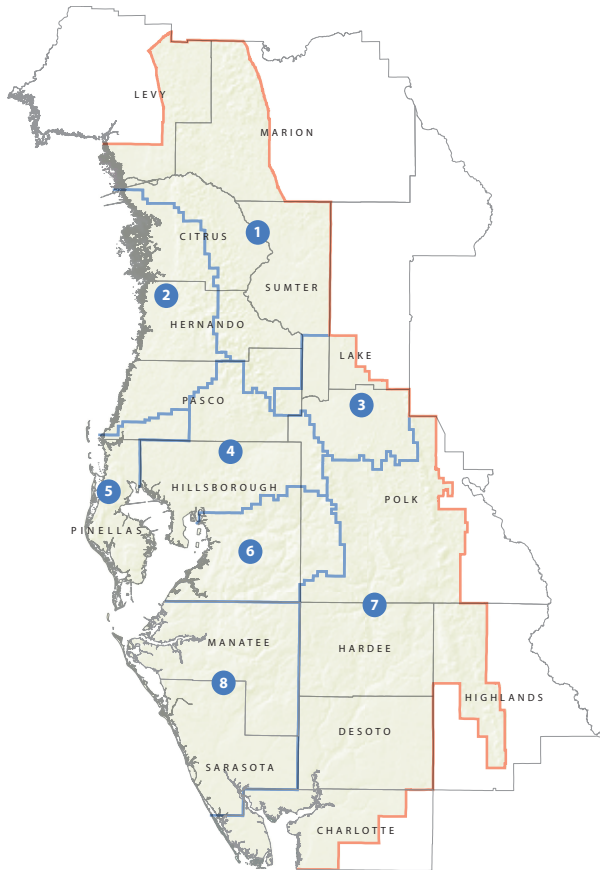 LEVY
MARION
1
CITRUS
SUMTER
2
HERNANDO
LAKE
PASCO
3
4
HILLSBOROUGH
5
POLK
PINELLAS
6
7
MANATEE
HARDEE
8
HIGHLANDS
DESOTO
SARASOTA
CHARLOTTE